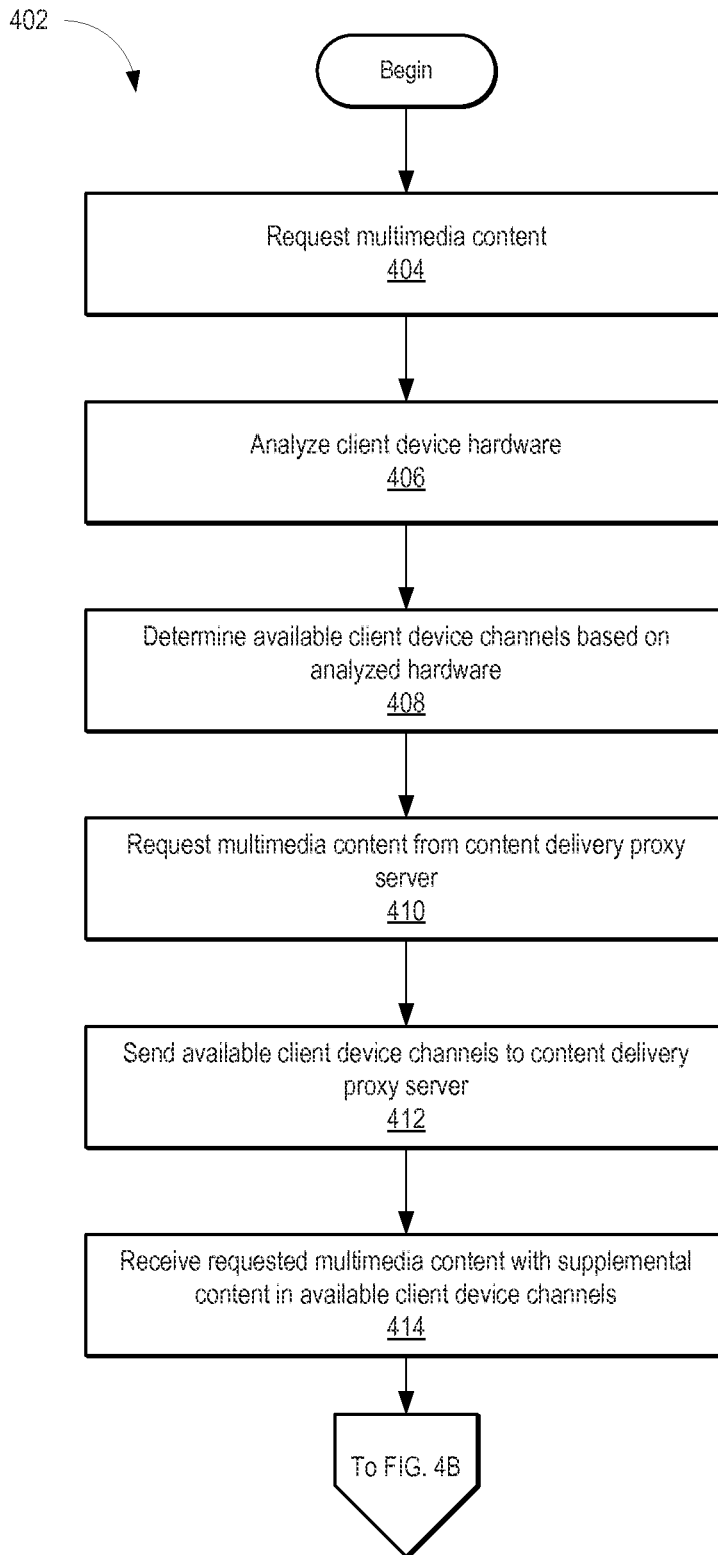 402
Begin
Request multimedia content
404
Analyze client device hardware
406
Determine available client device channels based on
analyzed hardware
408
Request multimedia content from content delivery proxy
server
410
Send available client device channels to content delivery
proxy server
412
Receive requested multimedia content with supplemental
content in available client device channels
414
To FIG. 4B